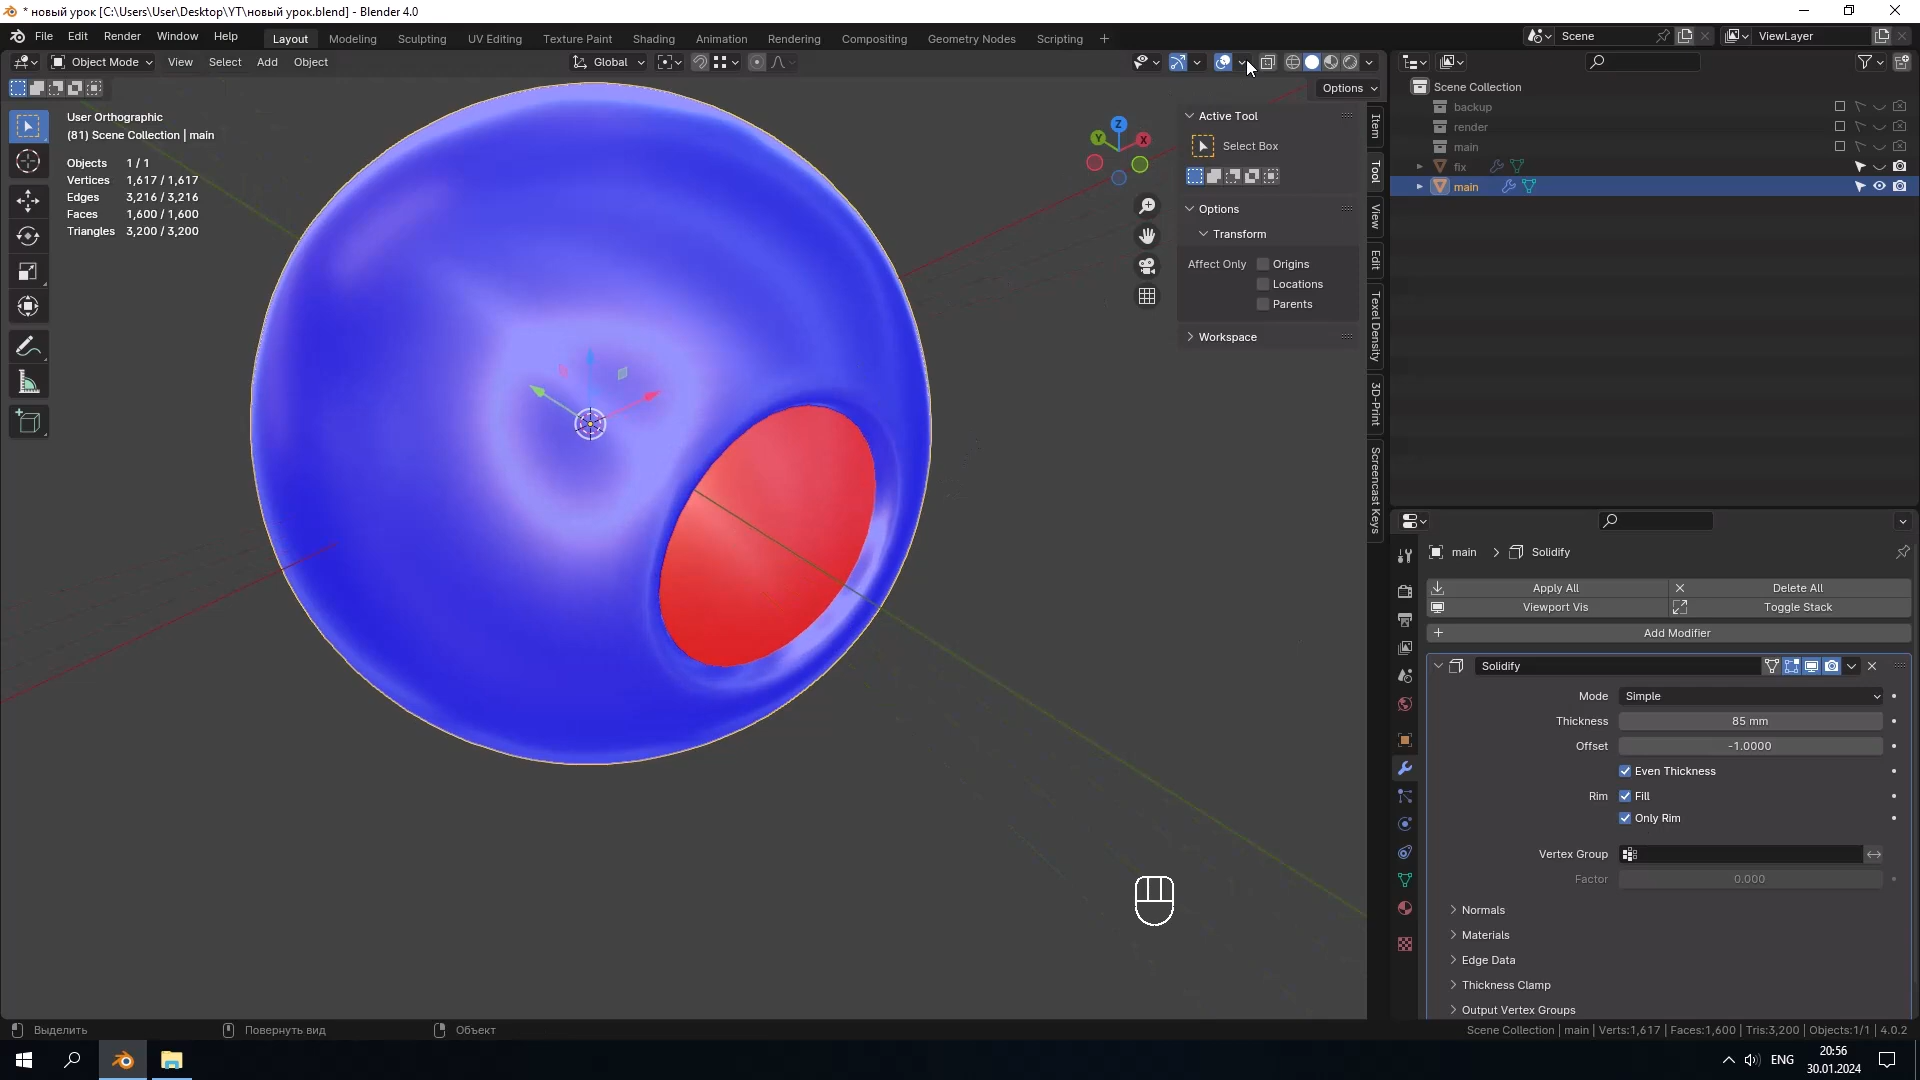 * новый урок [C:\Users\User\Desktop\YT\новый урок.blend] - Blender 4.0
File Edit Render Window Help
Layout Modeling Sculpting UV Editing Texture Paint Shading Animation Rendering Compositing Geometry Nodes Scripting +
Scene
ViewLayer
Object Mode View Select Add Object
Global
Options
User Orthographic
(81) Scene Collection | main
Objects 1 / 1
Vertices 1,617 / 1,617
Edges 3,216 / 3,216
Faces 1,600 / 1,600
Triangles 3,200 / 3,200
Z
Y
X
Active Tool
Select Box
Options
Transform
Affect Only
Origins
Locations
Parents
Workspace
Item
Tool
View
Edit
Texel Density
3D-Print
Screencast Keys
Scene Collection
backup
render
main
fix
main
main > Solidify
Apply All
Delete All
Viewport Vis
Toggle Stack
Add Modifier
Solidify
Mode Simple
Thickness 85 mm
Offset -1.0000
Even Thickness
Rim Fill
Only Rim
Vertex Group
Factor 0.000
Normals
Materials
Edge Data
Thickness Clamp
Output Vertex Groups
Выделить
Повернуть вид
Объект
Scene Collection | main | Verts:1,617 | Faces:1,600 | Tris:3,200 | Objects:1/1 | 4.0.2
ENG
20:56
30.01.2024